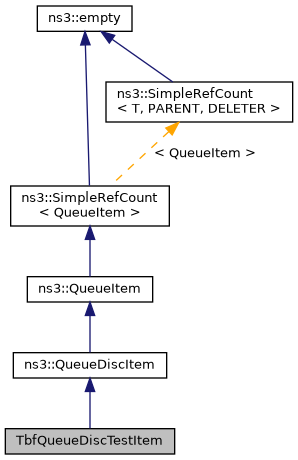 ns3::empty
ns3::SimpleRefCount
< T, PARENT, DELETER >
< QueueItem >
ns3::SimpleRefCount
< QueueItem >
ns3::QueueItem
ns3::QueueDiscItem
TbfQueueDiscTestItem